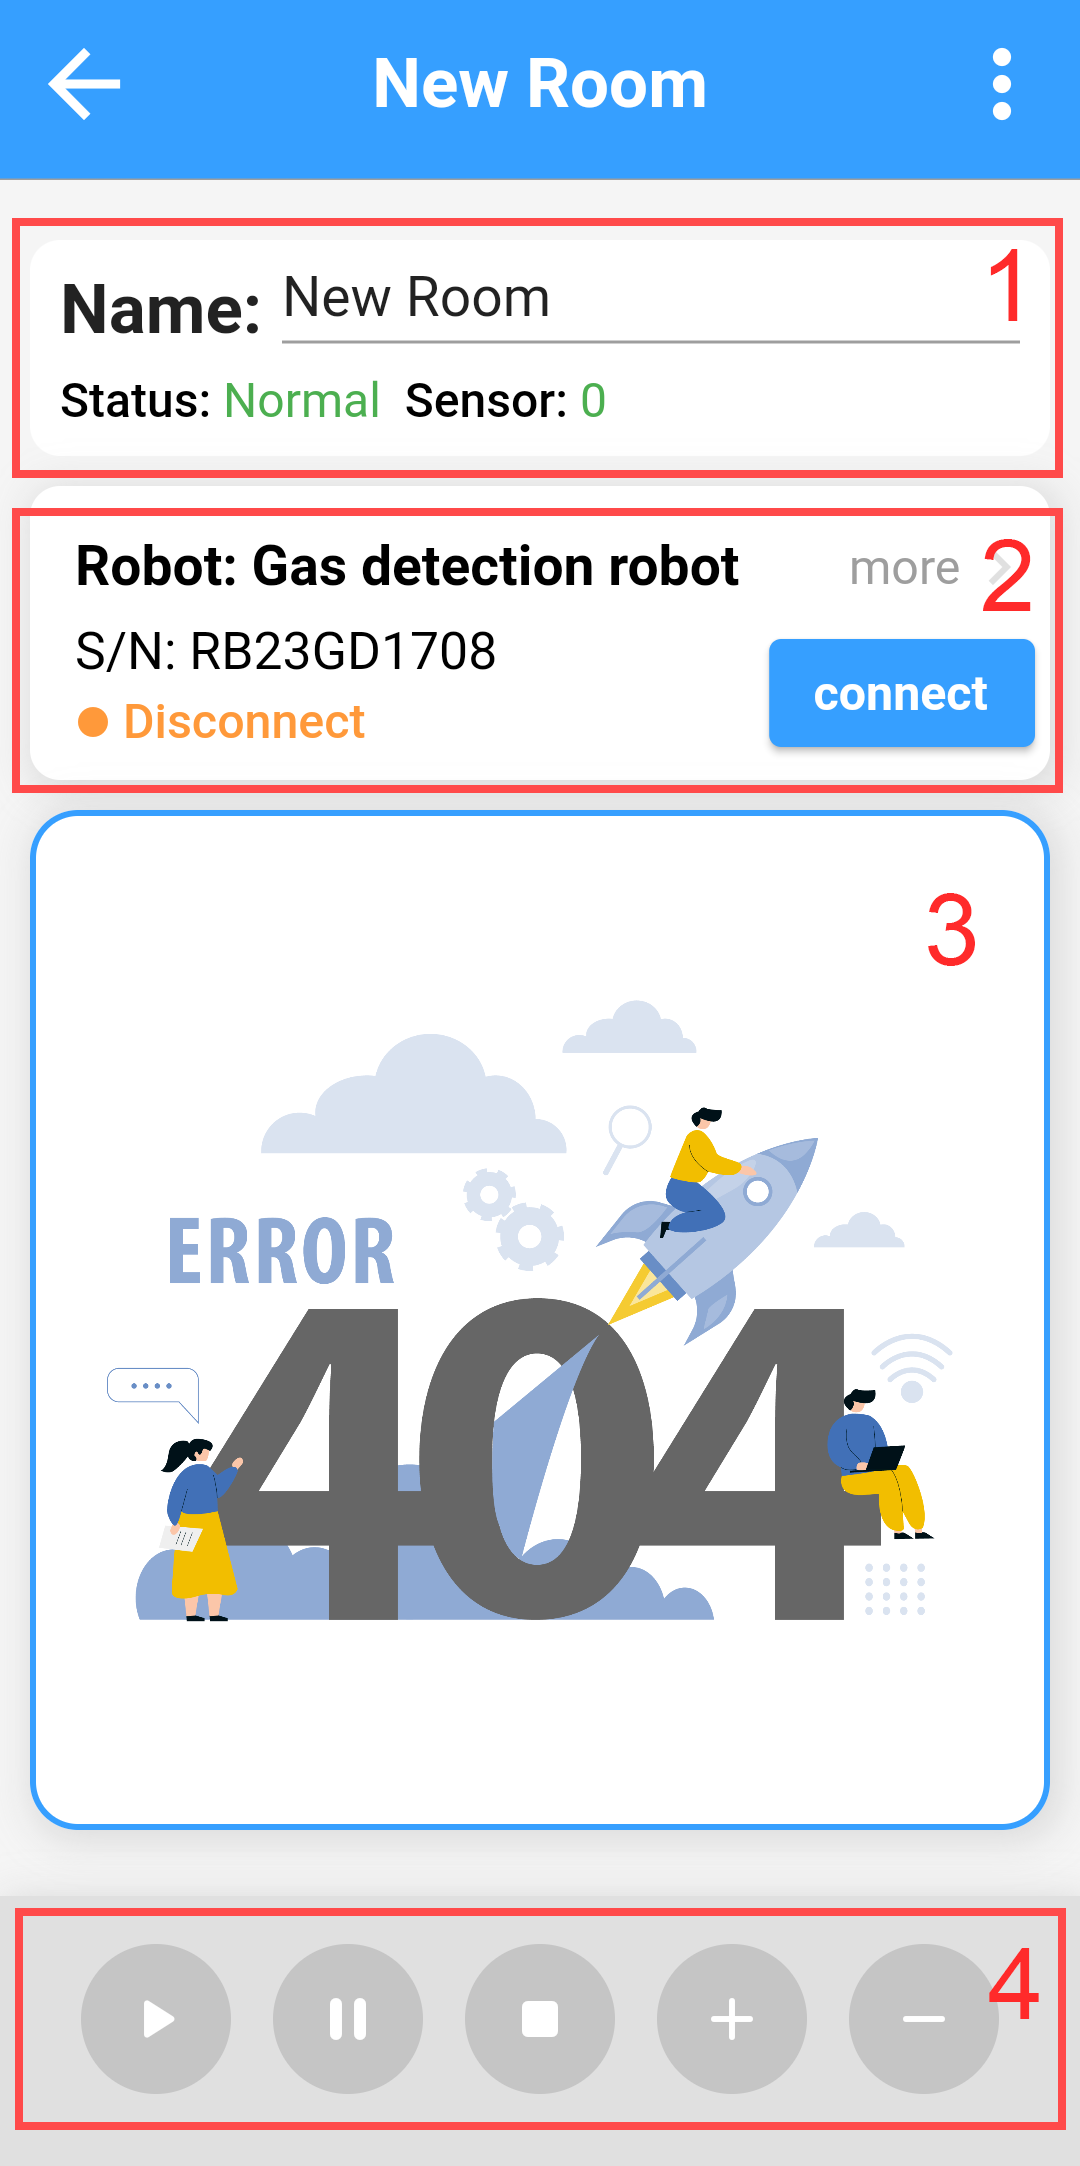 New Room
Name: New Room
1
Status: Normal Sensor: 0
Robot: Gas detection robot more
2
S/N: RB23GD1708
connect
Disconnect
3
ERROR
404
4